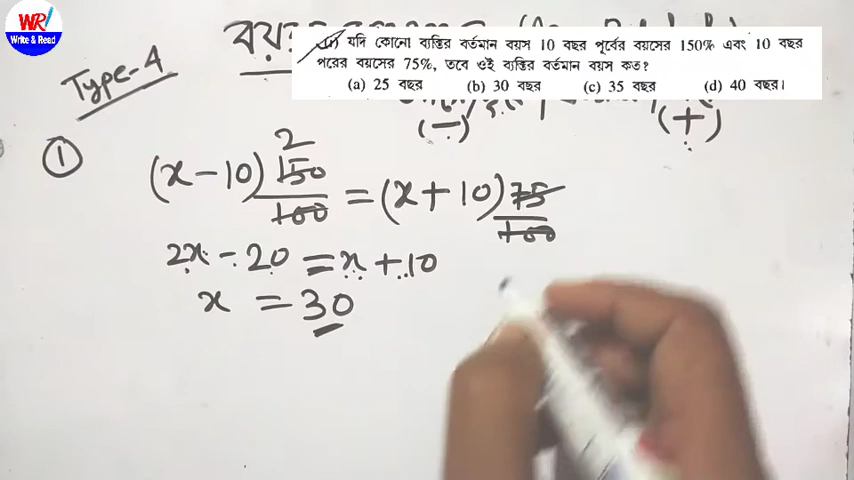 WR
Write & Read
Type-4
যদি কোনো ব্যক্তির বর্তমান বয়স 10 বছর পূর্বের বয়সের 150% এবং 10 বছর
পরের বয়সের 75%, তবে ওই ব্যক্তির বর্তমান বয়স কত?
(a) 25 বছর (b) 30 বছর (c) 35 বছর (d) 40 বছর।
(-) (+)
① 2
(x-10) 150/100 = (x+10) 75/100
2x - 20 = x + 10
x = 30